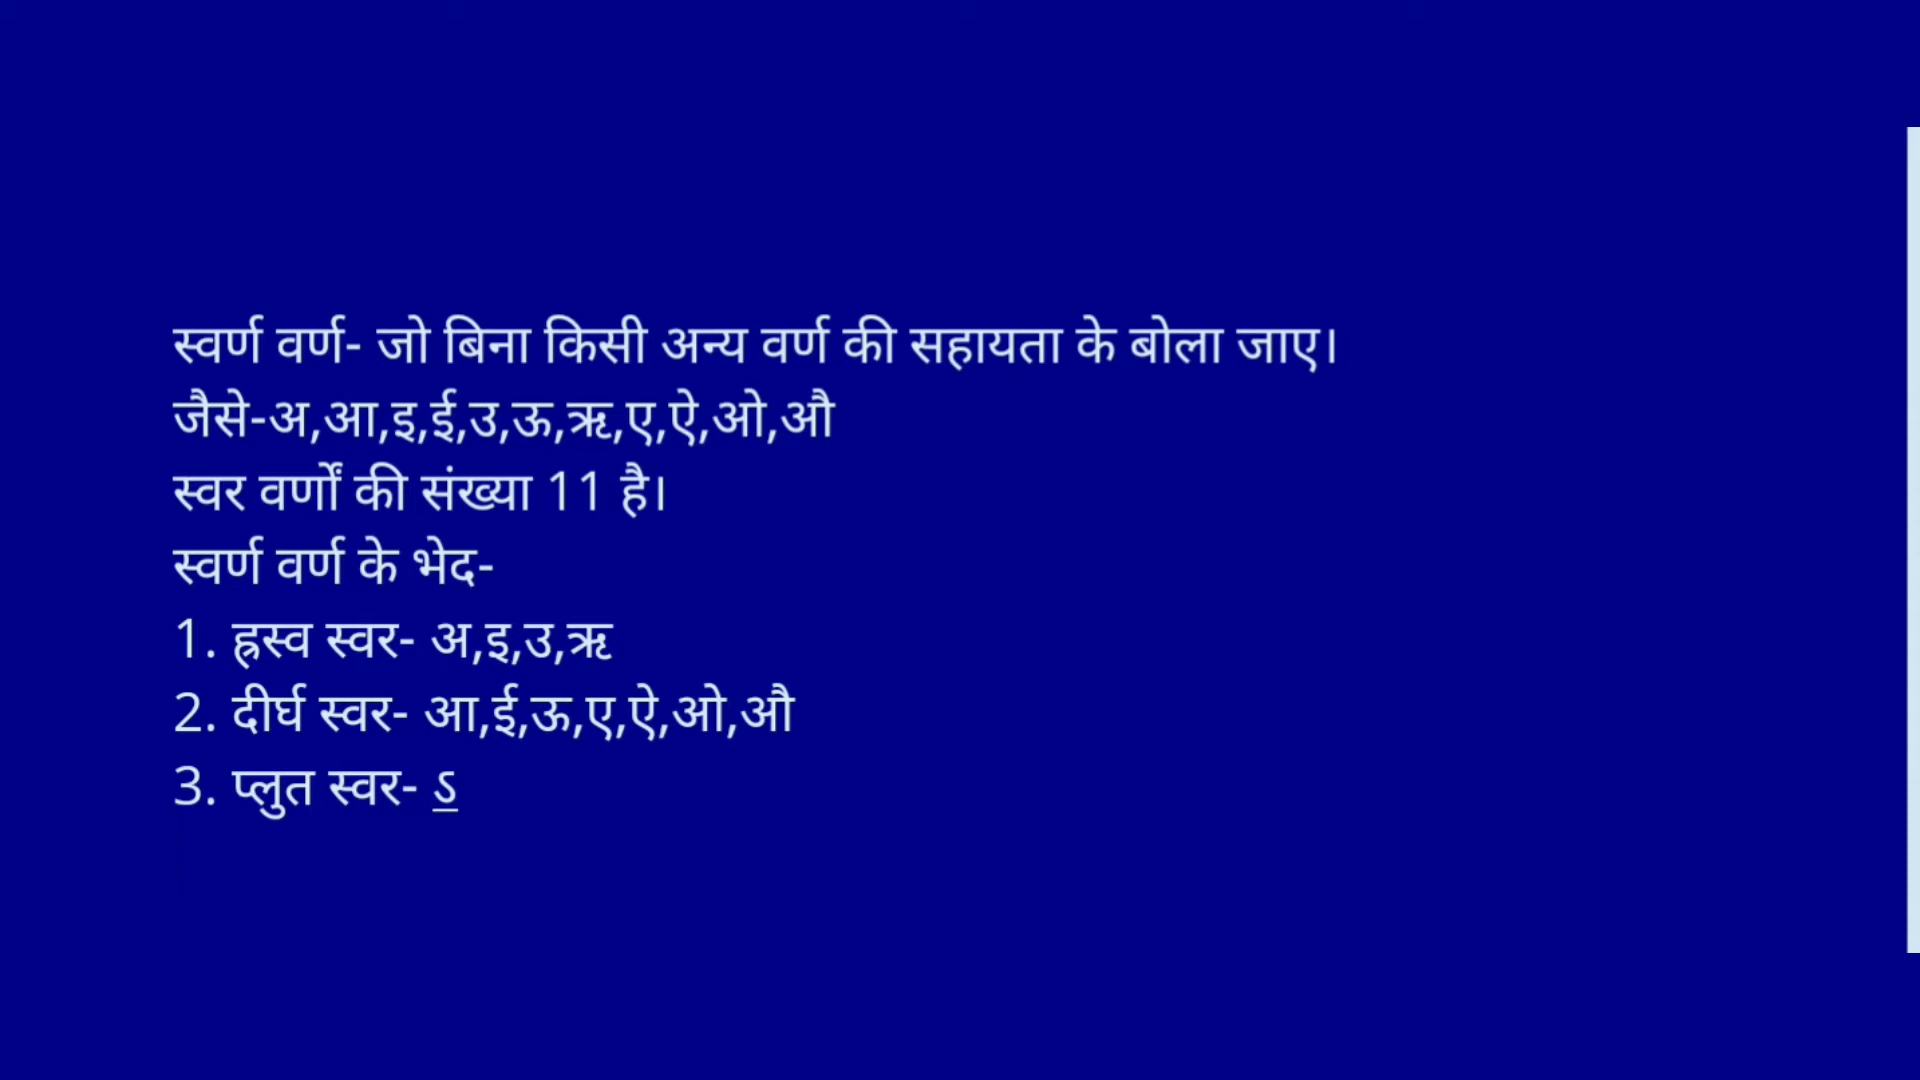 स्वर्ण वर्ण- जो बिना किसी अन्य वर्ण की सहायता के बोला जाए।
जैसे-अ,आ,इ,ई,उ,ऊ,ऋ,ए,ऐ,ओ,औ
स्वर वर्णों की संख्या 11 है।
स्वर्ण वर्ण के भेद-
1. ह्रस्व स्वर- अ,इ,उ,ऋ
2. दीर्घ स्वर- आ,ई,ऊ,ए,ऐ,ओ,औ
3. प्लुत स्वर- ऽ